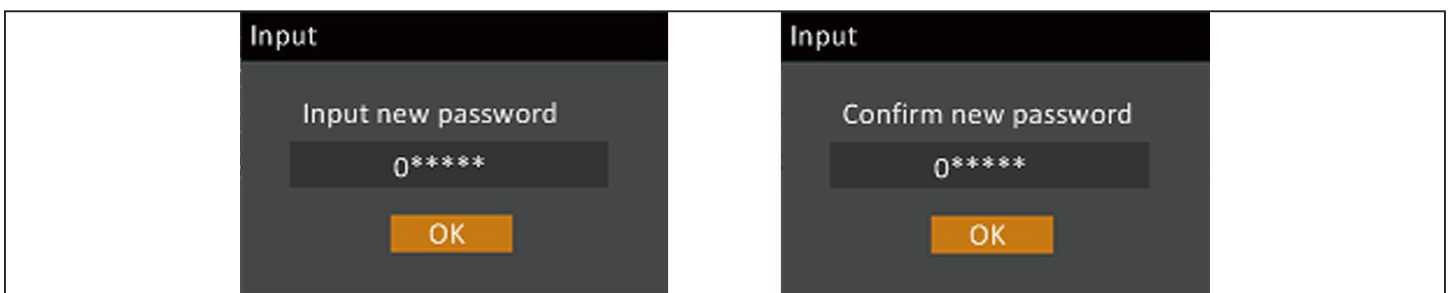 Input
Input new password
0*****
OK
Input
Confirm new password
0*****
OK